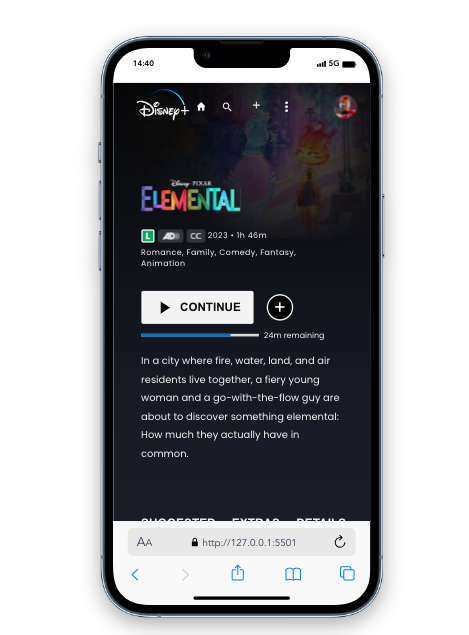 14:40
5G
Disney+
Disney PIXAR
ELEMENTAL
L AD CC 2023 • 1h 46m
Romance, Family, Comedy, Fantasy,
Animation
CONTINUE
24m remaining
In a city where fire, water, land, and air
residents live together, a fiery young
woman and a go-with-the-flow guy are
about to discover something elemental:
How much they actually have in
common.
SUGGESTED EXTRAS DETAILS
AA http://127.0.0.1:5501